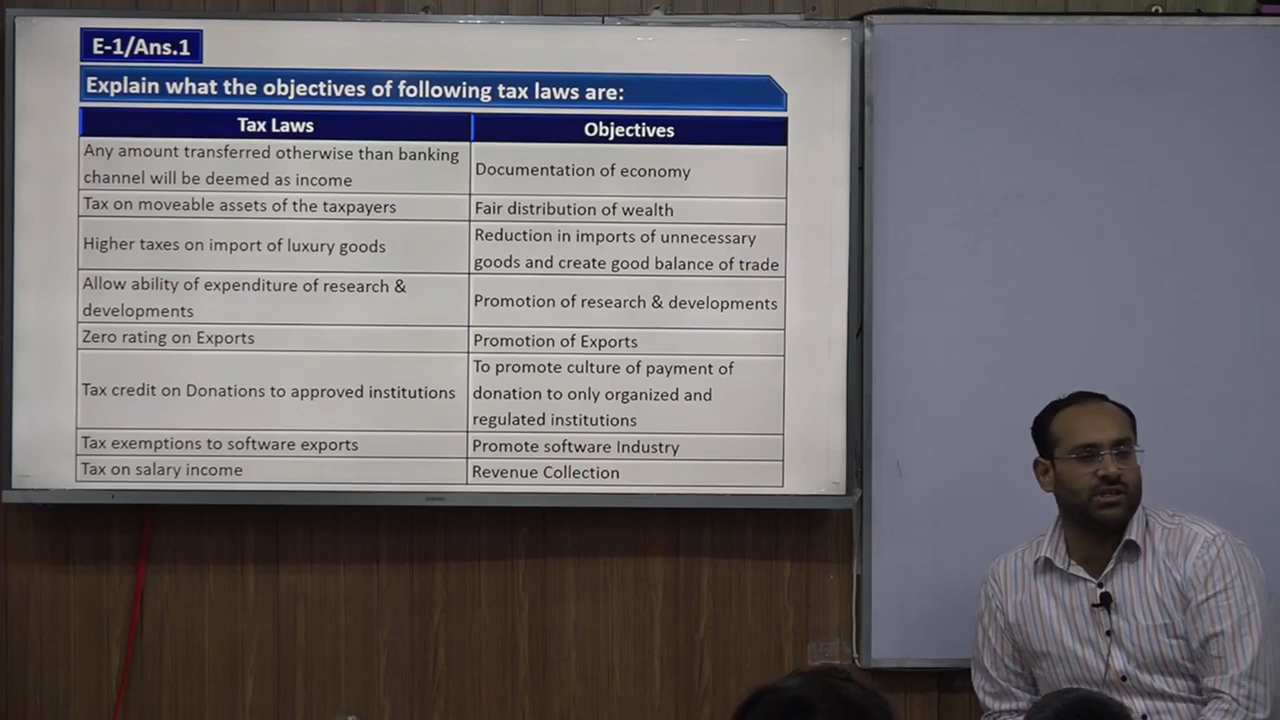 E-1/Ans.1
Explain what the objectives of following tax laws are:
Tax Laws
Objectives
Any amount transferred otherwise than banking
channel will be deemed as income
Documentation of economy
Tax on moveable assets of the taxpayers
Fair distribution of wealth
Higher taxes on import of luxury goods
Reduction in imports of unnecessary
goods and create good balance of trade
Allow ability of expenditure of research &
developments
Promotion of research & developments
Zero rating on Exports
Promotion of Exports
Tax credit on Donations to approved institutions
To promote culture of payment of
donation to only organized and
regulated institutions
Tax exemptions to software exports
Promote software Industry
Tax on salary income
Revenue Collection